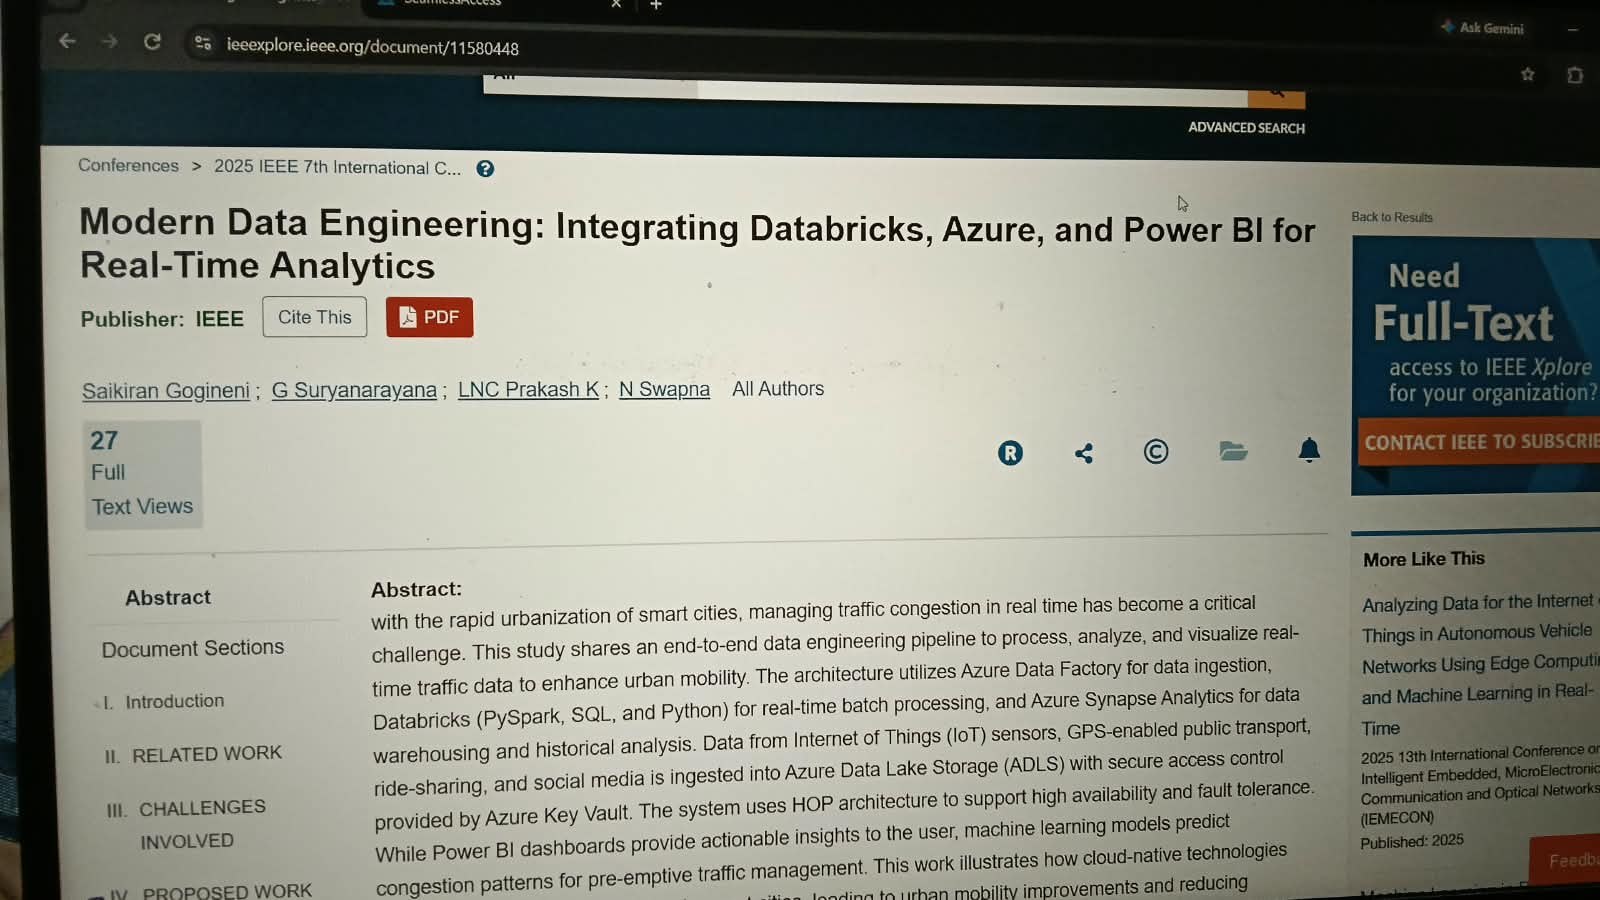 SeamlessAccess
Ask Gemini
ieeexplore.ieee.org/document/11580448
All
ADVANCED SEARCH
Conferences > 2025 IEEE 7th International C...
Back to Results
Modern Data Engineering: Integrating Databricks, Azure, and Power BI for
Real-Time Analytics
Publisher: IEEE
Cite This
PDF
Saikiran Gogineni ; G Suryanarayana ; LNC Prakash K ; N Swapna All Authors
27
Full
Text Views
Need
Full-Text
access to IEEE Xplore
for your organization?
CONTACT IEEE TO SUBSCRIB
Abstract
Document Sections
I. Introduction
II. RELATED WORK
III. CHALLENGES
INVOLVED
IV. PROPOSED WORK
Abstract:
with the rapid urbanization of smart cities, managing traffic congestion in real time has become a critical
challenge. This study shares an end-to-end data engineering pipeline to process, analyze, and visualize real-
time traffic data to enhance urban mobility. The architecture utilizes Azure Data Factory for data ingestion,
Databricks (PySpark, SQL, and Python) for real-time batch processing, and Azure Synapse Analytics for data
warehousing and historical analysis. Data from Internet of Things (IoT) sensors, GPS-enabled public transport,
ride-sharing, and social media is ingested into Azure Data Lake Storage (ADLS) with secure access control
provided by Azure Key Vault. The system uses HOP architecture to support high availability and fault tolerance.
While Power BI dashboards provide actionable insights to the user, machine learning models predict
congestion patterns for pre-emptive traffic management. This work illustrates how cloud-native technologies
leading to urban mobility improvements and reducing
More Like This
Analyzing Data for the Internet
Things in Autonomous Vehicle
Networks Using Edge Computi
and Machine Learning in Real-
Time
2025 13th International Conference on
Intelligent Embedded, MicroElectronic
Communication and Optical Networks
(IEMECON)
Published: 2025
Feedba